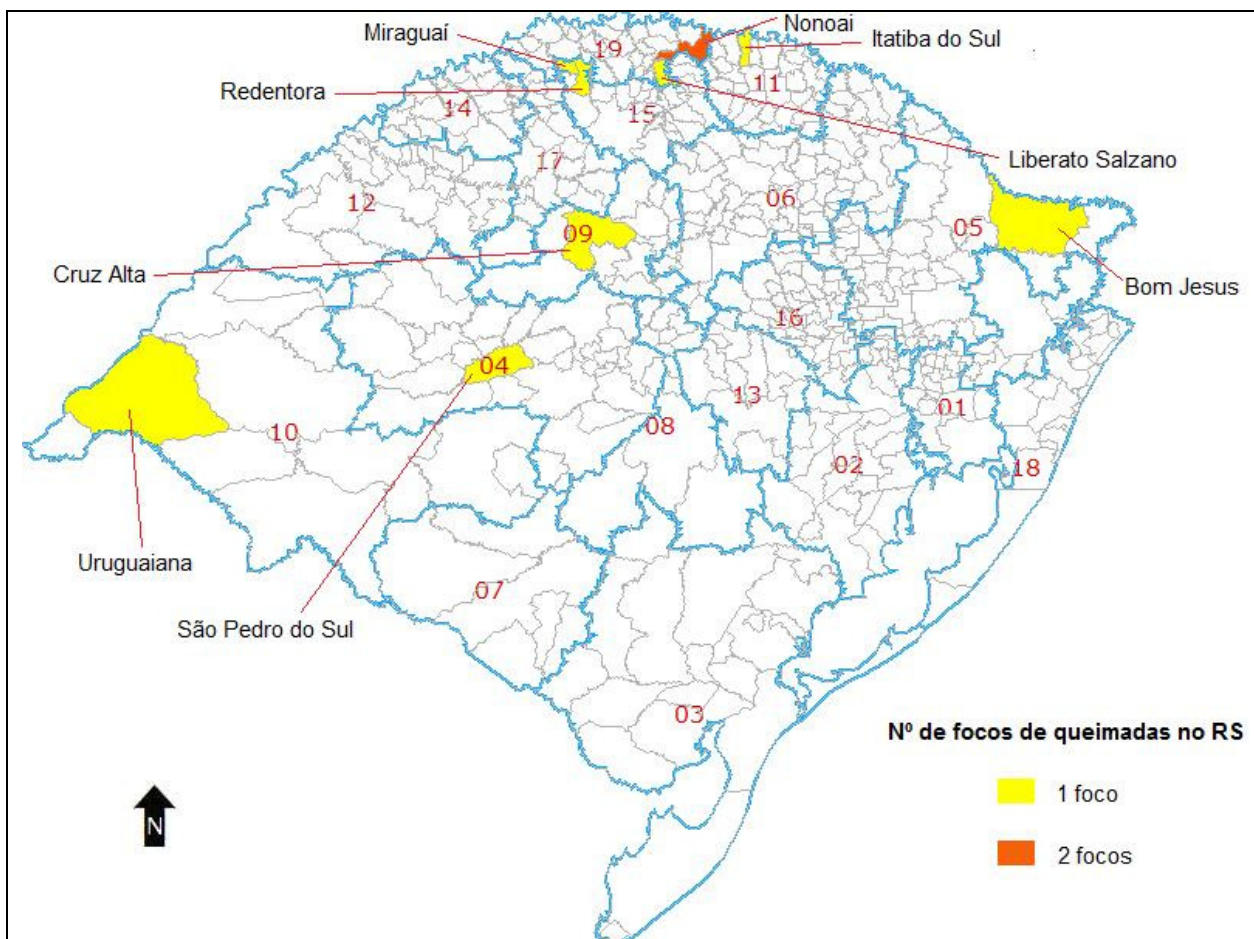 Nonoai
Miraguaí
Itatiba do Sul
19
Redentora
11
14
15
Liberato Salzano
17
06
12
05
09
Cruz Alta
Bom Jesus
16
04
13
01
10
08
02
18
Uruguaiana
07
São Pedro do Sul
03
Nº de focos de queimadas no RS
1 foco
N
2 focos